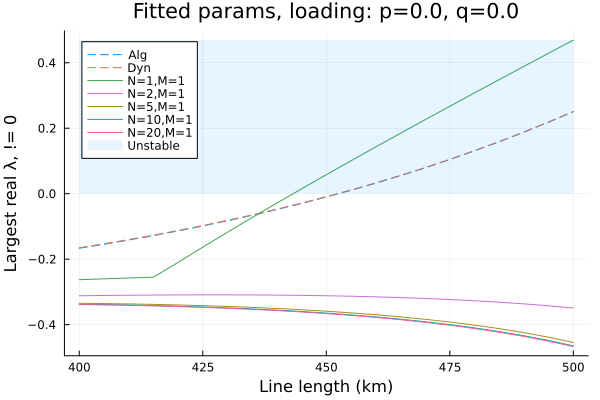 Fitted params, loading: p=0.0, q=0.0
Largest real λ, != 0
0.4
0.2
0.0
−0.2
−0.4
Alg
Dyn
N=1,M=1
N=2,M=1
N=5,M=1
N=10,M=1
N=20,M=1
Unstable
400
425
450
475
500
Line length (km)